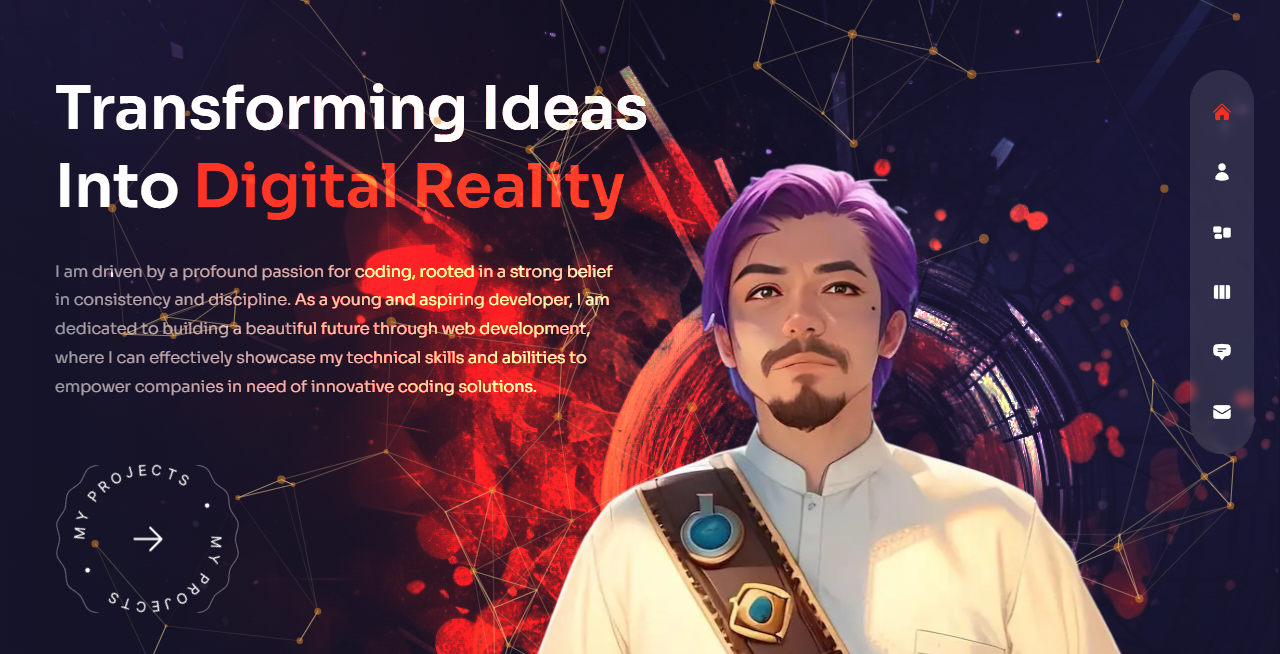 Transforming Ideas
Into Digital Reality
I am driven by a profound passion for coding, rooted in a strong belief
in consistency and discipline. As a young and aspiring developer, I am
dedicated to building a beautiful future through web development,
where I can effectively showcase my technical skills and abilities to
empower companies in need of innovative coding solutions.
MY PROJECTS • MY PROJECTS •